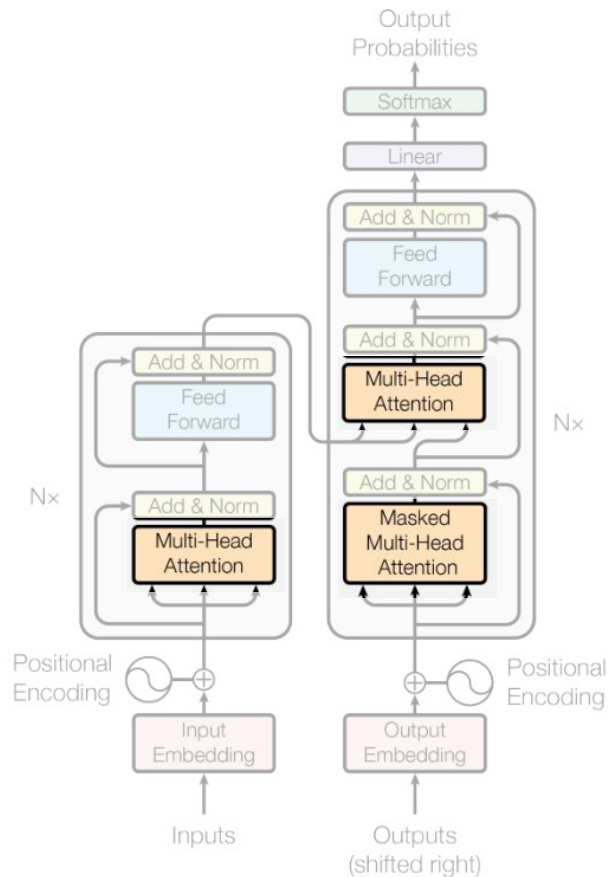 Output
Probabilities
Softmax
Linear
Add & Norm
Feed
Forward
Add & Norm
Multi-Head
Attention
Add & Norm
Masked
Multi-Head
Attention
Nx
Add & Norm
Feed
Forward
Add & Norm
Multi-Head
Attention
Nx
Positional
Encoding
Positional
Encoding
Input
Embedding
Output
Embedding
Inputs
Outputs
(shifted right)